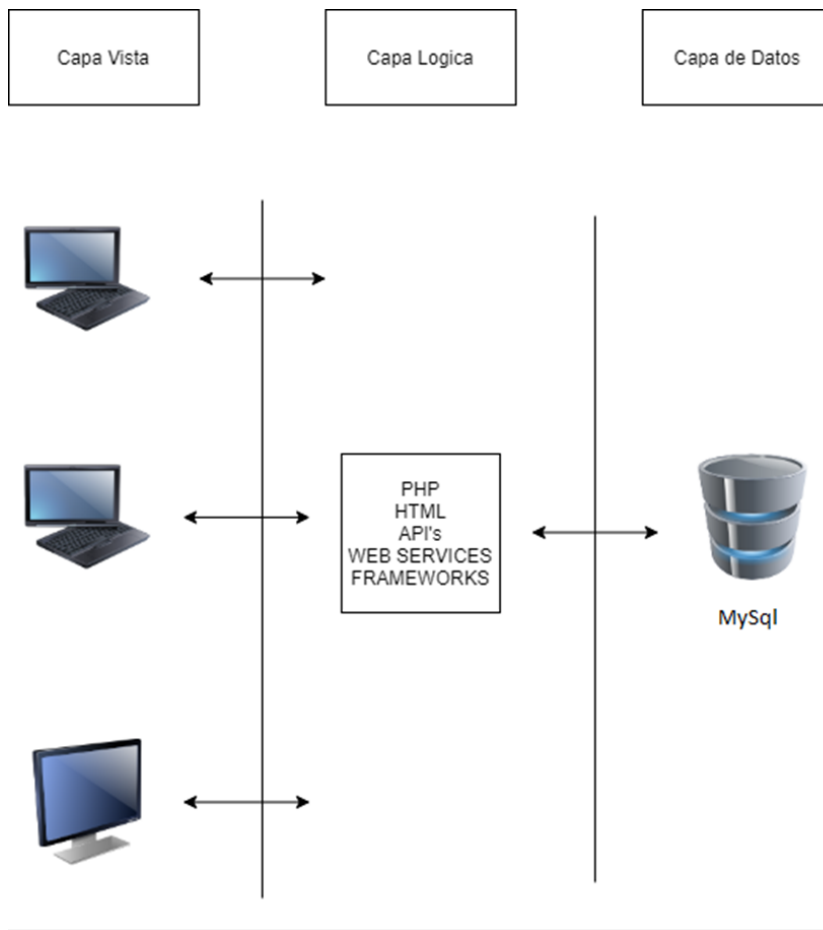 Capa Vista
Capa Logica
Capa de Datos
PHP
HTML
API's
WEB SERVICES
FRAMEWORKS
MySql